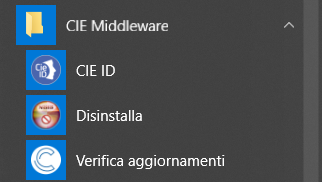 CIE Middleware
CIE ID
Disinstalla
Verifica aggiornamenti